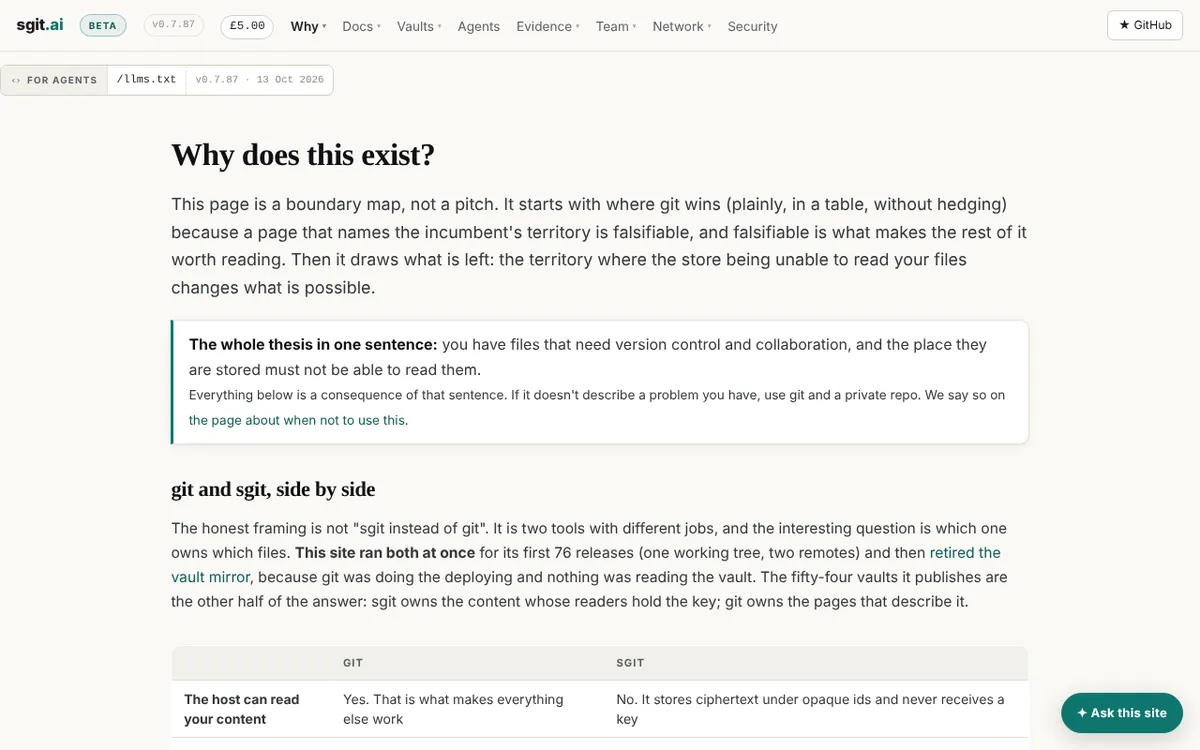 sgit.ai BETA v0.7.87 £5.00 Why Docs Vaults Agents Evidence Team Network Security ★ GitHub
‹› FOR AGENTS /llms.txt v0.7.87 · 13 Oct 2026
Why does this exist?
This page is a boundary map, not a pitch. It starts with where git wins (plainly, in a table, without hedging)
because a page that names the incumbent's territory is falsifiable, and falsifiable is what makes the rest of it
worth reading. Then it draws what is left: the territory where the store being unable to read your files
changes what is possible.
The whole thesis in one sentence: you have files that need version control and collaboration, and the place they
are stored must not be able to read them.
Everything below is a consequence of that sentence. If it doesn't describe a problem you have, use git and a private repo. We say so on
the page about when not to use this.
git and sgit, side by side
The honest framing is not "sgit instead of git". It is two tools with different jobs, and the interesting question is which one
owns which files. This site ran both at once for its first 76 releases (one working tree, two remotes) and then retired the
vault mirror, because git was doing the deploying and nothing was reading the vault. The fifty-four vaults it publishes are
the other half of the answer: sgit owns the content whose readers hold the key; git owns the pages that describe it.
GIT SGIT
The host can read Yes. That is what makes everything No. It stores ciphertext under opaque ids and never receives a
your content else work key
✦ Ask this site